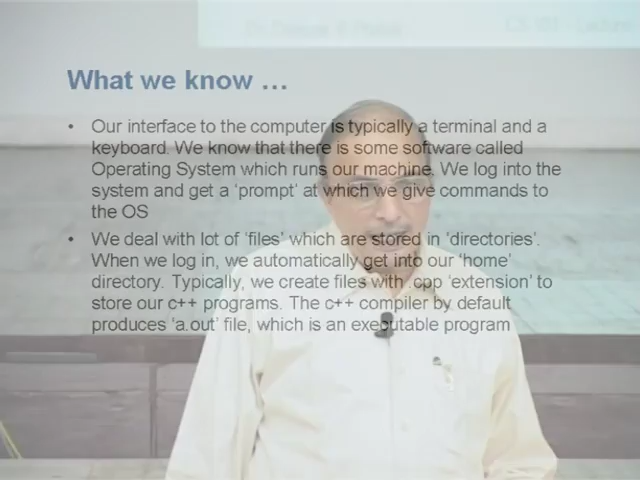 What we know …
• Our interface to the computer is typically a terminal and a
keyboard. We know that there is some software called
Operating System which runs our machine. We log into the
system and get a ‘prompt’ at which we give commands to
the OS
• We deal with lot of ‘files’ which are stored in ‘directories’.
When we log in, we automatically get into our ‘home’
directory. Typically, we create files with .cpp ‘extension’ to
store our c++ programs. The c++ compiler by default
produces ‘a.out’ file, which is an executable program